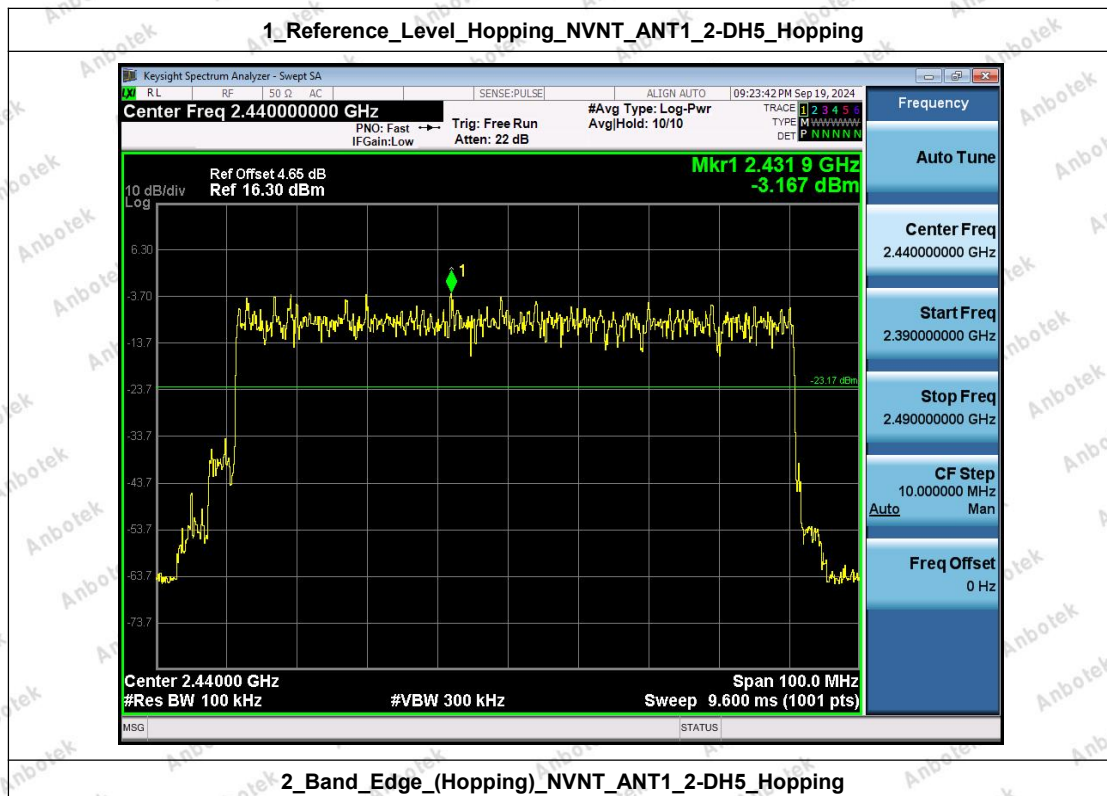 1_Reference_Level_Hopping_NVNT_ANT1_2-DH5_Hopping
Keysight Spectrum Analyzer - Swept SA
LXI RL RF 50 Ω AC SENSE:PULSE ALIGN AUTO 09:23:42 PM Sep 19, 2024
Center Freq 2.440000000 GHz
PNO: Fast
IFGain:Low
Trig: Free Run
Atten: 22 dB
#Avg Type: Log-Pwr
Avg|Hold: 10/10
TRACE 1 2 3 4 5 6
TYPE M WWWWW
DET P N N N N N
Mkr1 2.431 9 GHz
-3.167 dBm
Ref Offset 4.65 dB
10 dB/div Ref 16.30 dBm
Log
6.30
1
-3.70
-13.7
-23.17 dBm
-23.7
-33.7
-43.7
-53.7
-63.7
-73.7
Center 2.44000 GHz Span 100.0 MHz
#Res BW 100 kHz #VBW 300 kHz Sweep 9.600 ms (1001 pts)
MSG STATUS
Frequency
Auto Tune
Center Freq
2.440000000 GHz
Start Freq
2.390000000 GHz
Stop Freq
2.490000000 GHz
CF Step
10.000000 MHz
Auto Man
Freq Offset
0 Hz
2_Band_Edge_(Hopping)_NVNT_ANT1_2-DH5_Hopping
Anbotek